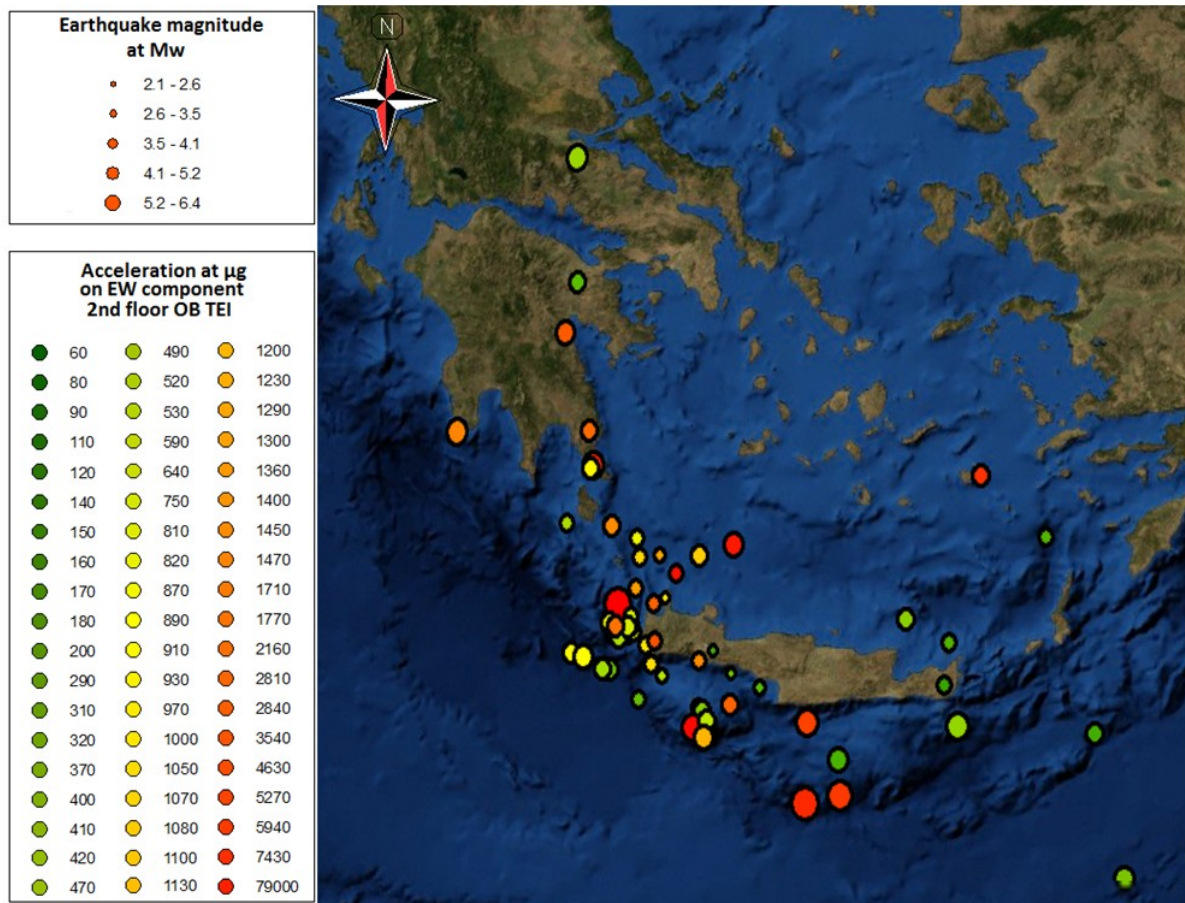 Earthquake magnitude
at Mw
2.1 - 2.6
2.6 - 3.5
3.5 - 4.1
4.1 - 5.2
5.2 - 6.4
N
Acceleration at µg
on EW component
2nd floor OB TEI
60 490 1200
80 520 1230
90 530 1290
110 590 1300
120 640 1360
140 750 1400
150 810 1450
160 820 1470
170 870 1710
180 890 1770
200 910 2160
290 930 2810
310 970 2840
320 1000 3540
370 1050 4630
400 1070 5270
410 1080 5940
420 1100 7430
470 1130 79000